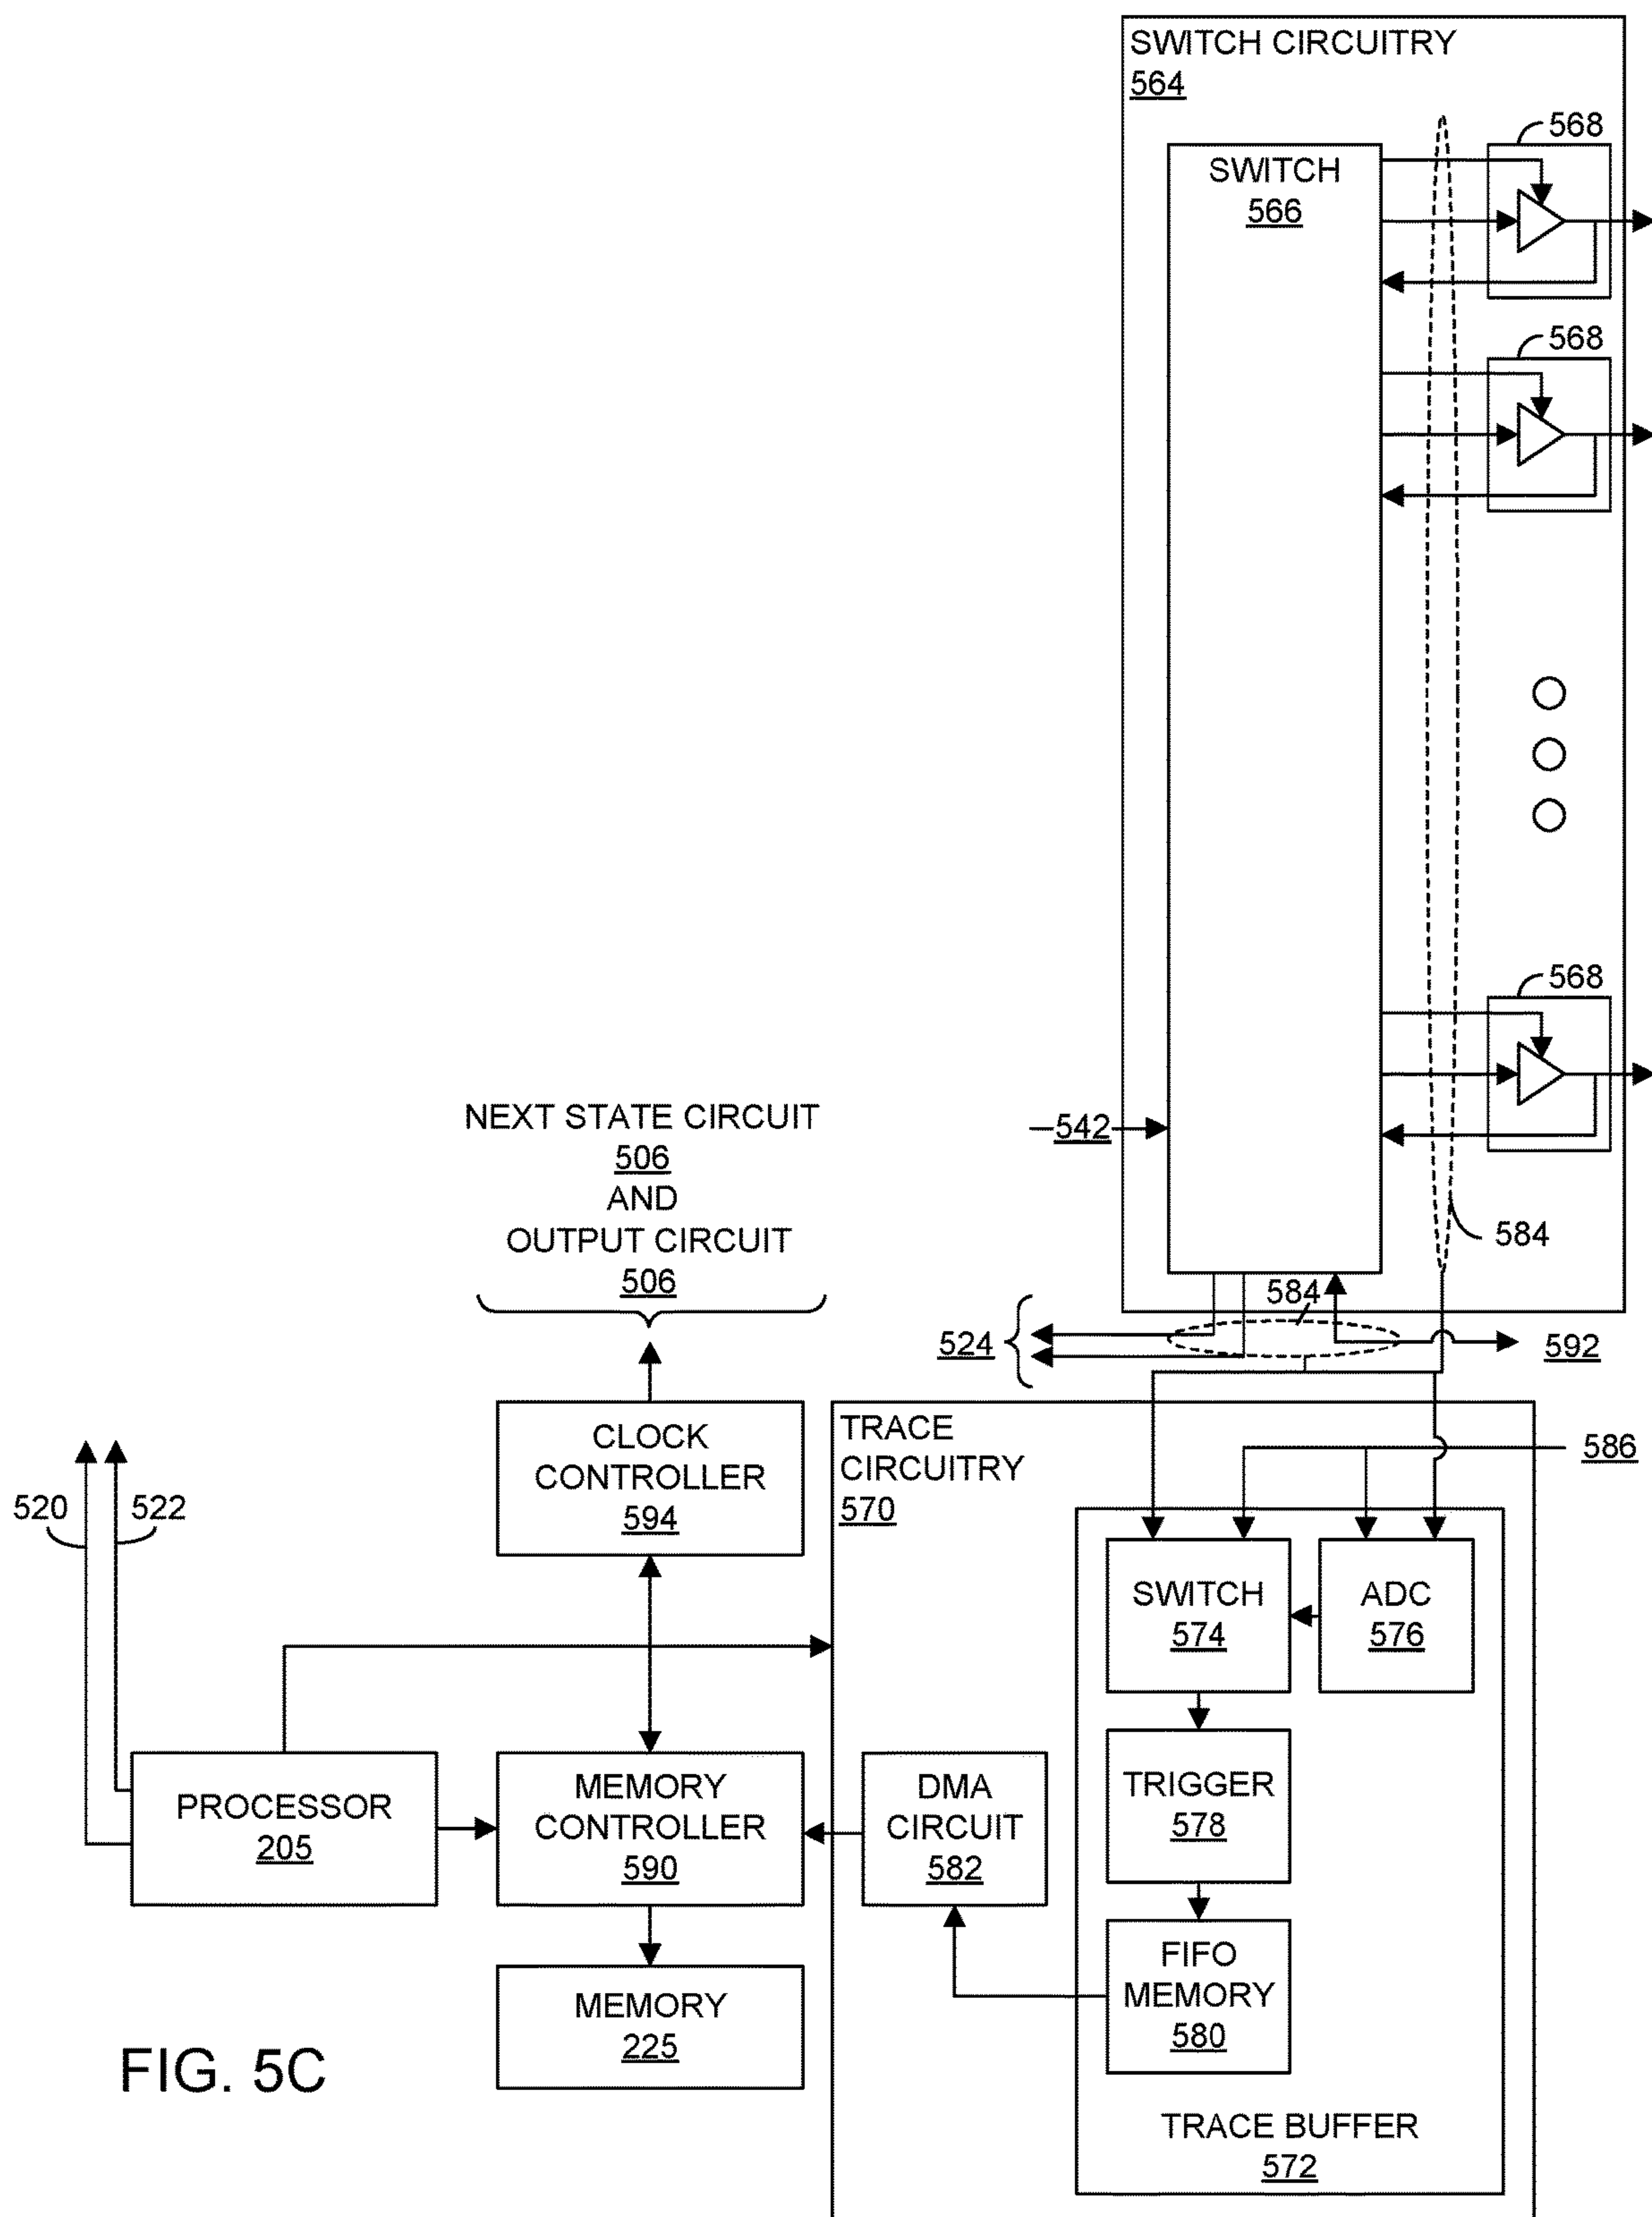 SWITCH CIRCUITRY
564
568
SWITCH
566
568
568
NEXT STATE CIRCUIT
506
AND
OUTPUT CIRCUIT
506
542
584
584
524
592
CLOCK
CONTROLLER
594
TRACE
CIRCUITRY
570
586
520
522
SWITCH
574
ADC
576
PROCESSOR
205
MEMORY
CONTROLLER
590
DMA
CIRCUIT
582
TRIGGER
578
FIFO
MEMORY
580
MEMORY
225
FIG. 5C
TRACE BUFFER
572